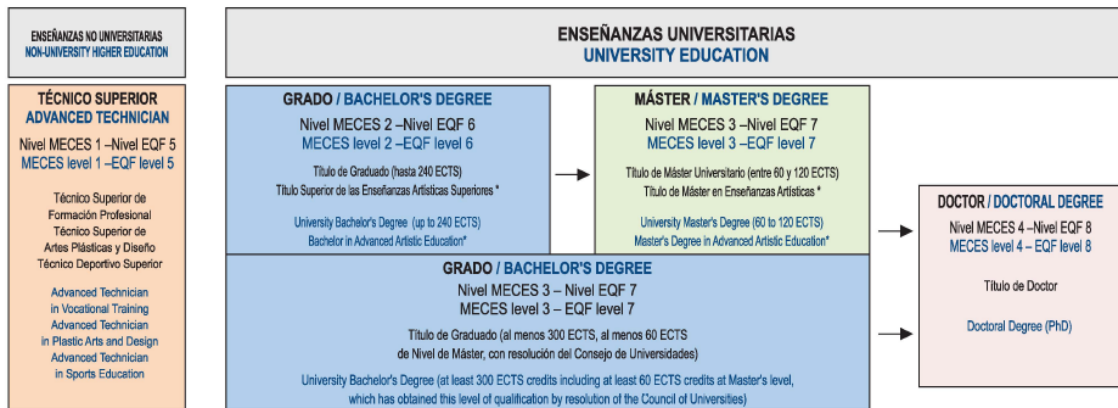 ENSEÑANZAS NO UNIVERSITARIAS
NON-UNIVERSITY HIGHER EDUCATION
ENSEÑANZAS UNIVERSITARIAS
UNIVERSITY EDUCATION
TÉCNICO SUPERIOR
ADVANCED TECHNICIAN
Nivel MECES 1 –Nivel EQF 5
MECES level 1 –EQF level 5
Técnico Superior de
Formación Profesional
Técnico Superior de
Artes Plásticas y Diseño
Técnico Deportivo Superior
Advanced Technician
in Vocational Training
Advanced Technician
in Plastic Arts and Design
Advanced Technician
in Sports Education
GRADO / BACHELOR'S DEGREE
Nivel MECES 2 –Nivel EQF 6
MECES level 2 –EQF level 6
Título de Graduado (hasta 240 ECTS)
Título Superior de las Enseñanzas Artísticas Superiores *
University Bachelor's Degree (up to 240 ECTS)
Bachelor in Advanced Artistic Education*
MÁSTER / MASTER'S DEGREE
Nivel MECES 3 –Nivel EQF 7
MECES level 3 –EQF level 7
Título de Máster Universitario (entre 60 y 120 ECTS)
Título de Máster en Enseñanzas Artísticas *
University Master's Degree (60 to 120 ECTS)
Master's Degree in Advanced Artistic Education*
GRADO / BACHELOR'S DEGREE
Nivel MECES 3 – Nivel EQF 7
MECES level 3 – EQF level 7
Título de Graduado (al menos 300 ECTS, al menos 60 ECTS
de Nivel de Máster, con resolución del Consejo de Universidades)
University Bachelor's Degree (at least 300 ECTS credits including at least 60 ECTS credits at Master's level,
which has obtained this level of qualification by resolution of the Council of Universities)
DOCTOR / DOCTORAL DEGREE
Nivel MECES 4 –Nivel EQF 8
MECES level 4 – EQF level 8
Título de Doctor
Doctoral Degree (PhD)